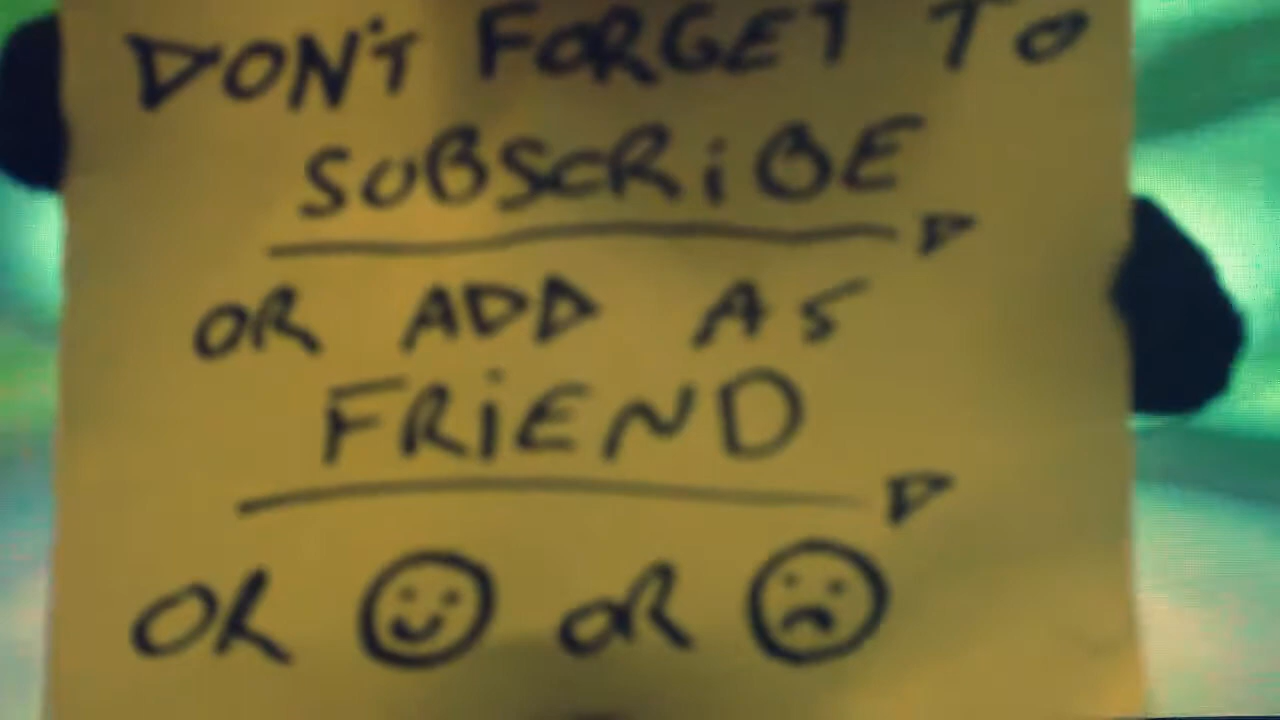 DON'T FORGET TO
SUBSCRiBE
OR ADD AS
FRiEND
OR ☺ OR ☹